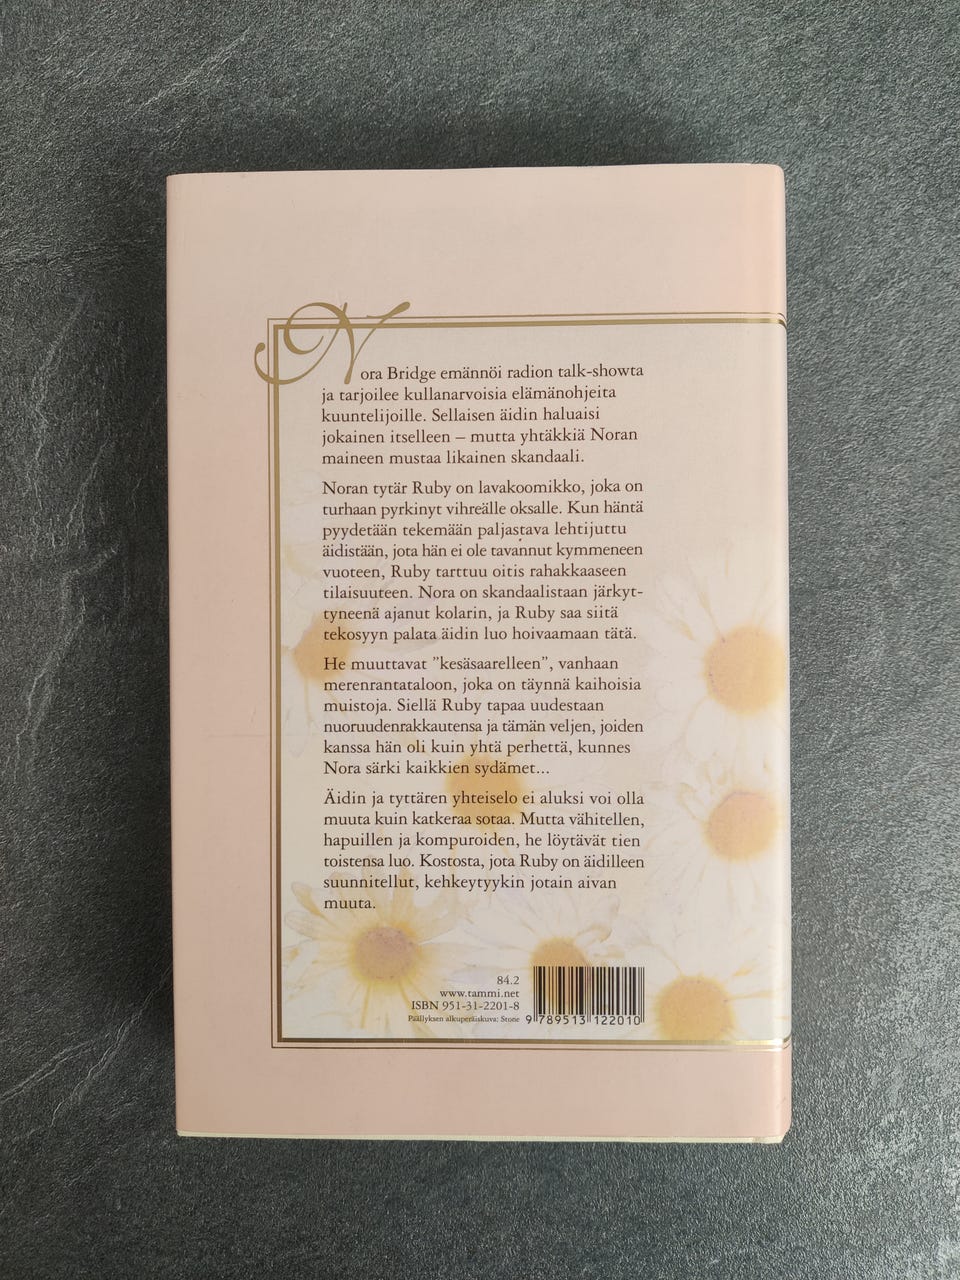 Nora Bridge emännöi radion talk-showta
ja tarjoilee kullanarvoisia elämänohjeita
kuuntelijoille. Sellaisen äidin haluaisi
jokainen itselleen – mutta yhtäkkiä Noran
maineen mustaa likainen skandaali.
Noran tytär Ruby on lavakoomikko, joka on
turhaan pyrkinyt vihreälle oksalle. Kun häntä
pyydetään tekemään paljastava lehtijuttu
äidistään, jota hän ei ole tavannut kymmeneen
vuoteen, Ruby tarttuu oitis rahakkaaseen
tilaisuuteen. Nora on skandaalistaan järkyt-
tyneenä ajanut kolarin, ja Ruby saa siitä
tekosyyn palata äidin luo hoivaamaan tätä.
He muuttavat ”kesäsaarelleen”, vanhaan
merenrantataloon, joka on täynnä kaihoisia
muistoja. Siellä Ruby tapaa uudestaan
nuoruudenrakkautensa ja tämän veljen, joiden
kanssa hän oli kuin yhtä perhettä, kunnes
Nora särki kaikkien sydämet...
Äidin ja tyttären yhteiselo ei aluksi voi olla
muuta kuin katkeraa sotaa. Mutta vähitellen,
hapuillen ja kompuroiden, he löytävät tien
toistensa luo. Kostosta, jota Ruby on äidilleen
suunnitellut, kehkeytyykin jotain aivan
muuta.
84.2
www.tammi.net
ISBN 951-31-2201-8
Päällyksen alkuperäiskuva: Stone
9 789513 122010